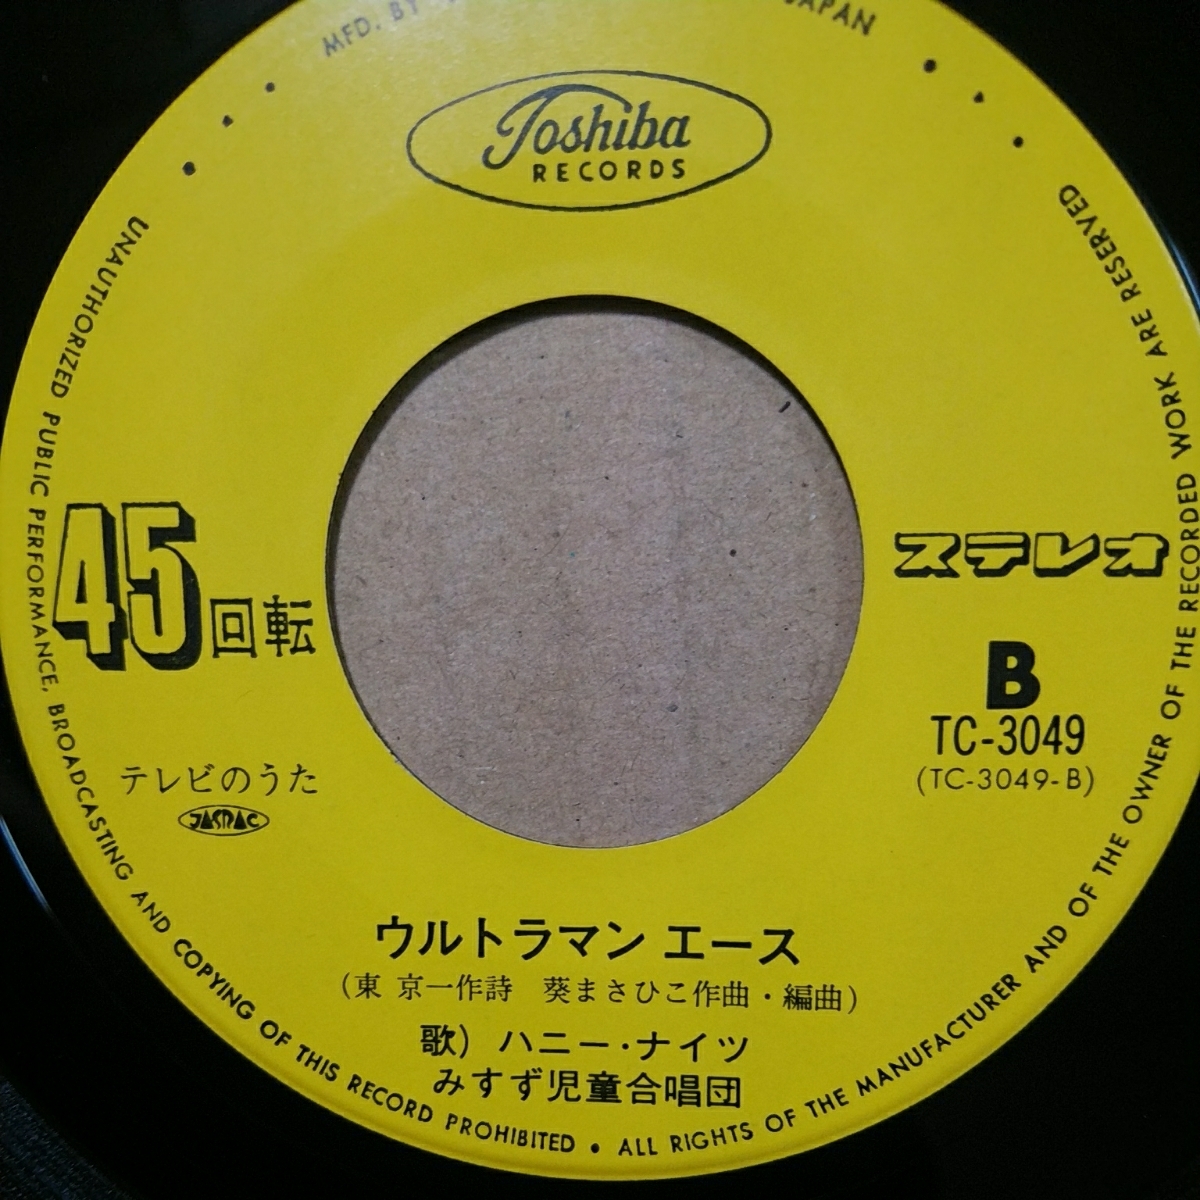 MFD. BY
JAPAN
Toshiba
RECORDS
45回転
ステレオ
B
TC-3049
(TC-3049-B)
テレビのうた
JASRAC
ウルトラマン エース
(東 京一作詩 葵まさひこ作曲・編曲)
歌) ハニー・ナイツ
みすず児童合唱団
UNAUTHORIZED PUBLIC PERFORMANCE, BROADCASTING AND COPYING OF THIS RECORD PROHIBITED • ALL RIGHTS OF THE MANUFACTURER AND OF THE OWNER OF THE RECORDED WORK ARE RESERVED